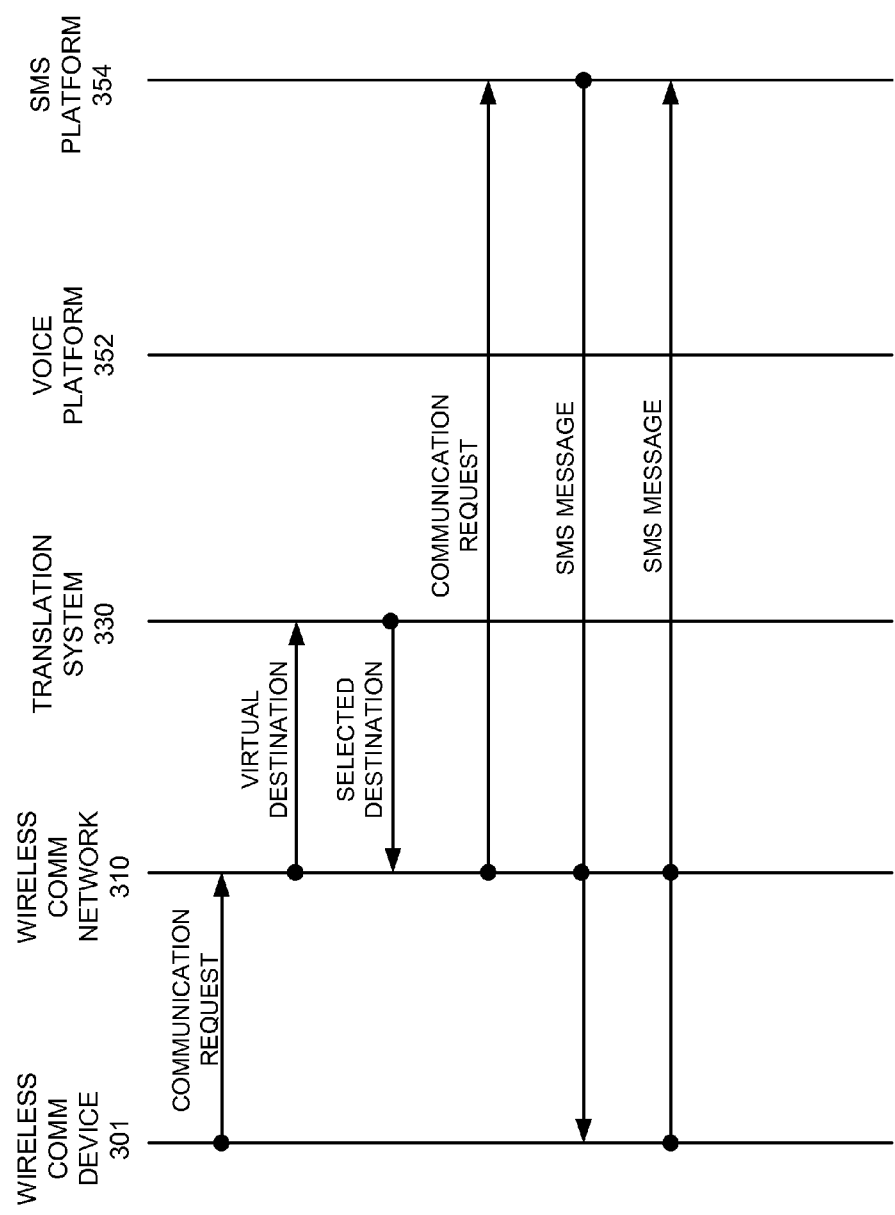 WIRELESS
COMM
DEVICE
301
WIRELESS
COMM
NETWORK
310
TRANSLATION
SYSTEM
330
VOICE
PLATFORM
352
SMS
PLATFORM
354
COMMUNICATION
REQUEST
VIRTUAL
DESTINATION
SELECTED
DESTINATION
COMMUNICATION
REQUEST
SMS MESSAGE
SMS MESSAGE